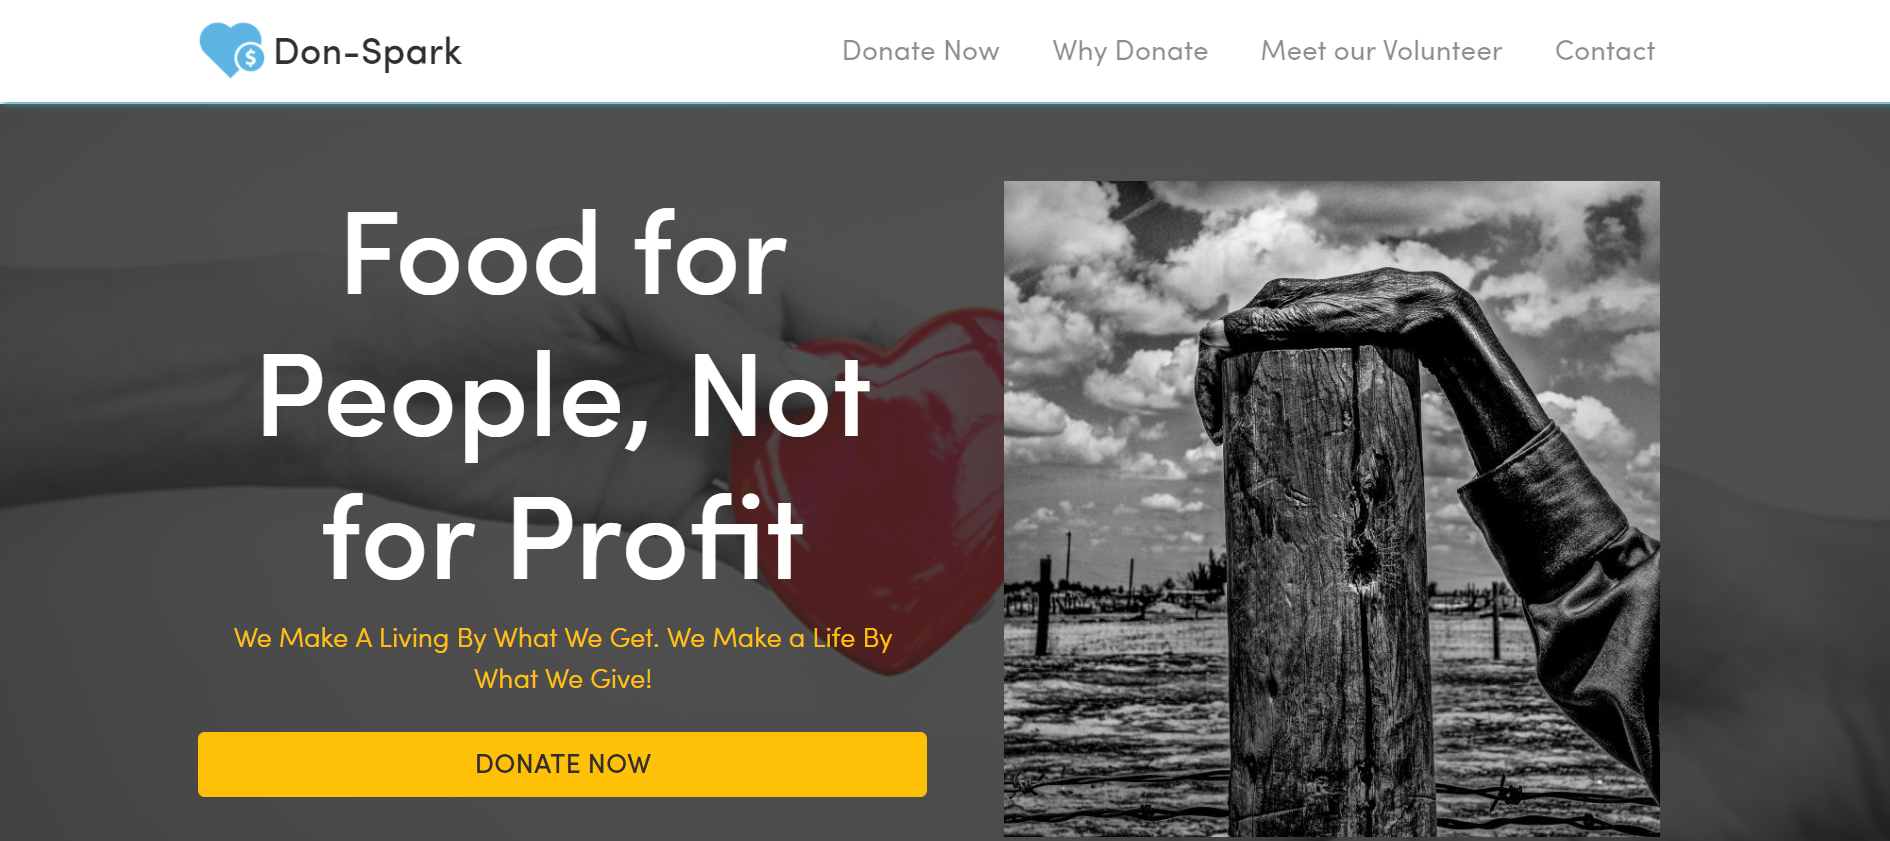 $ Don-Spark
Donate Now Why Donate Meet our Volunteer Contact
Food for
People, Not
for Profit
We Make A Living By What We Get. We Make a Life By
What We Give!
DONATE NOW